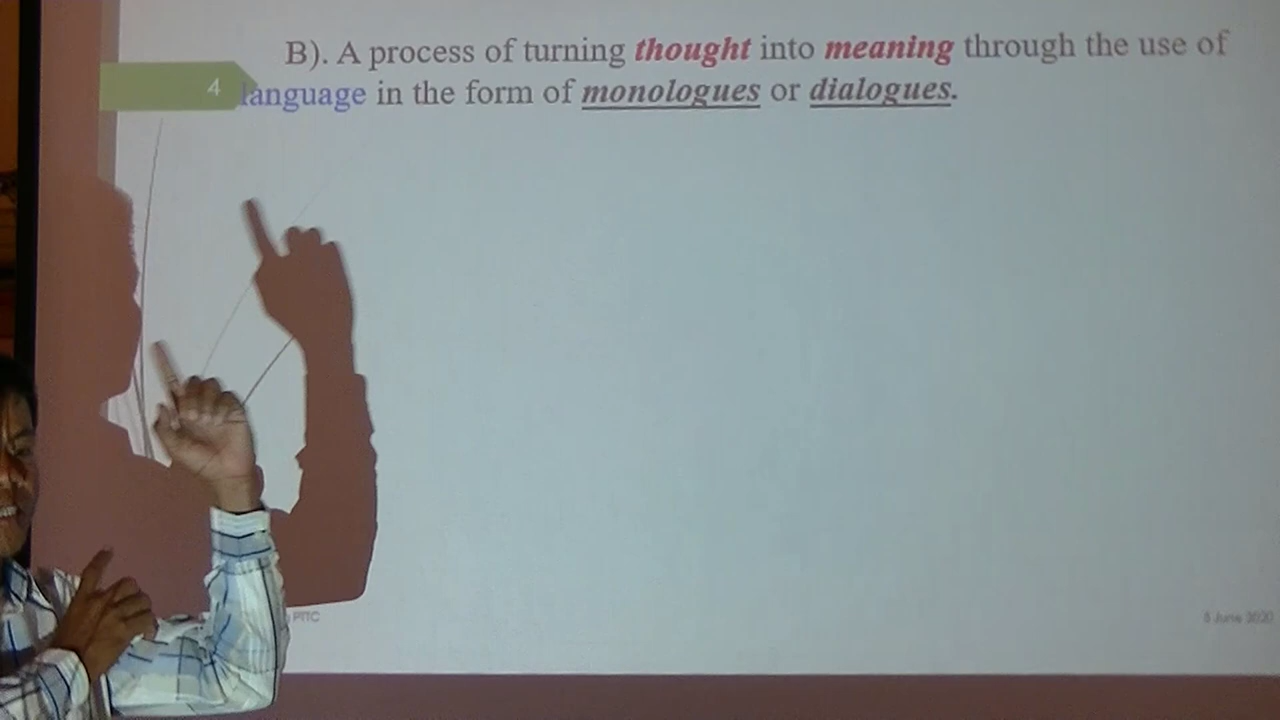 B). A process of turning thought into meaning through the use of
4
language in the form of monologues or dialogues.
PITC